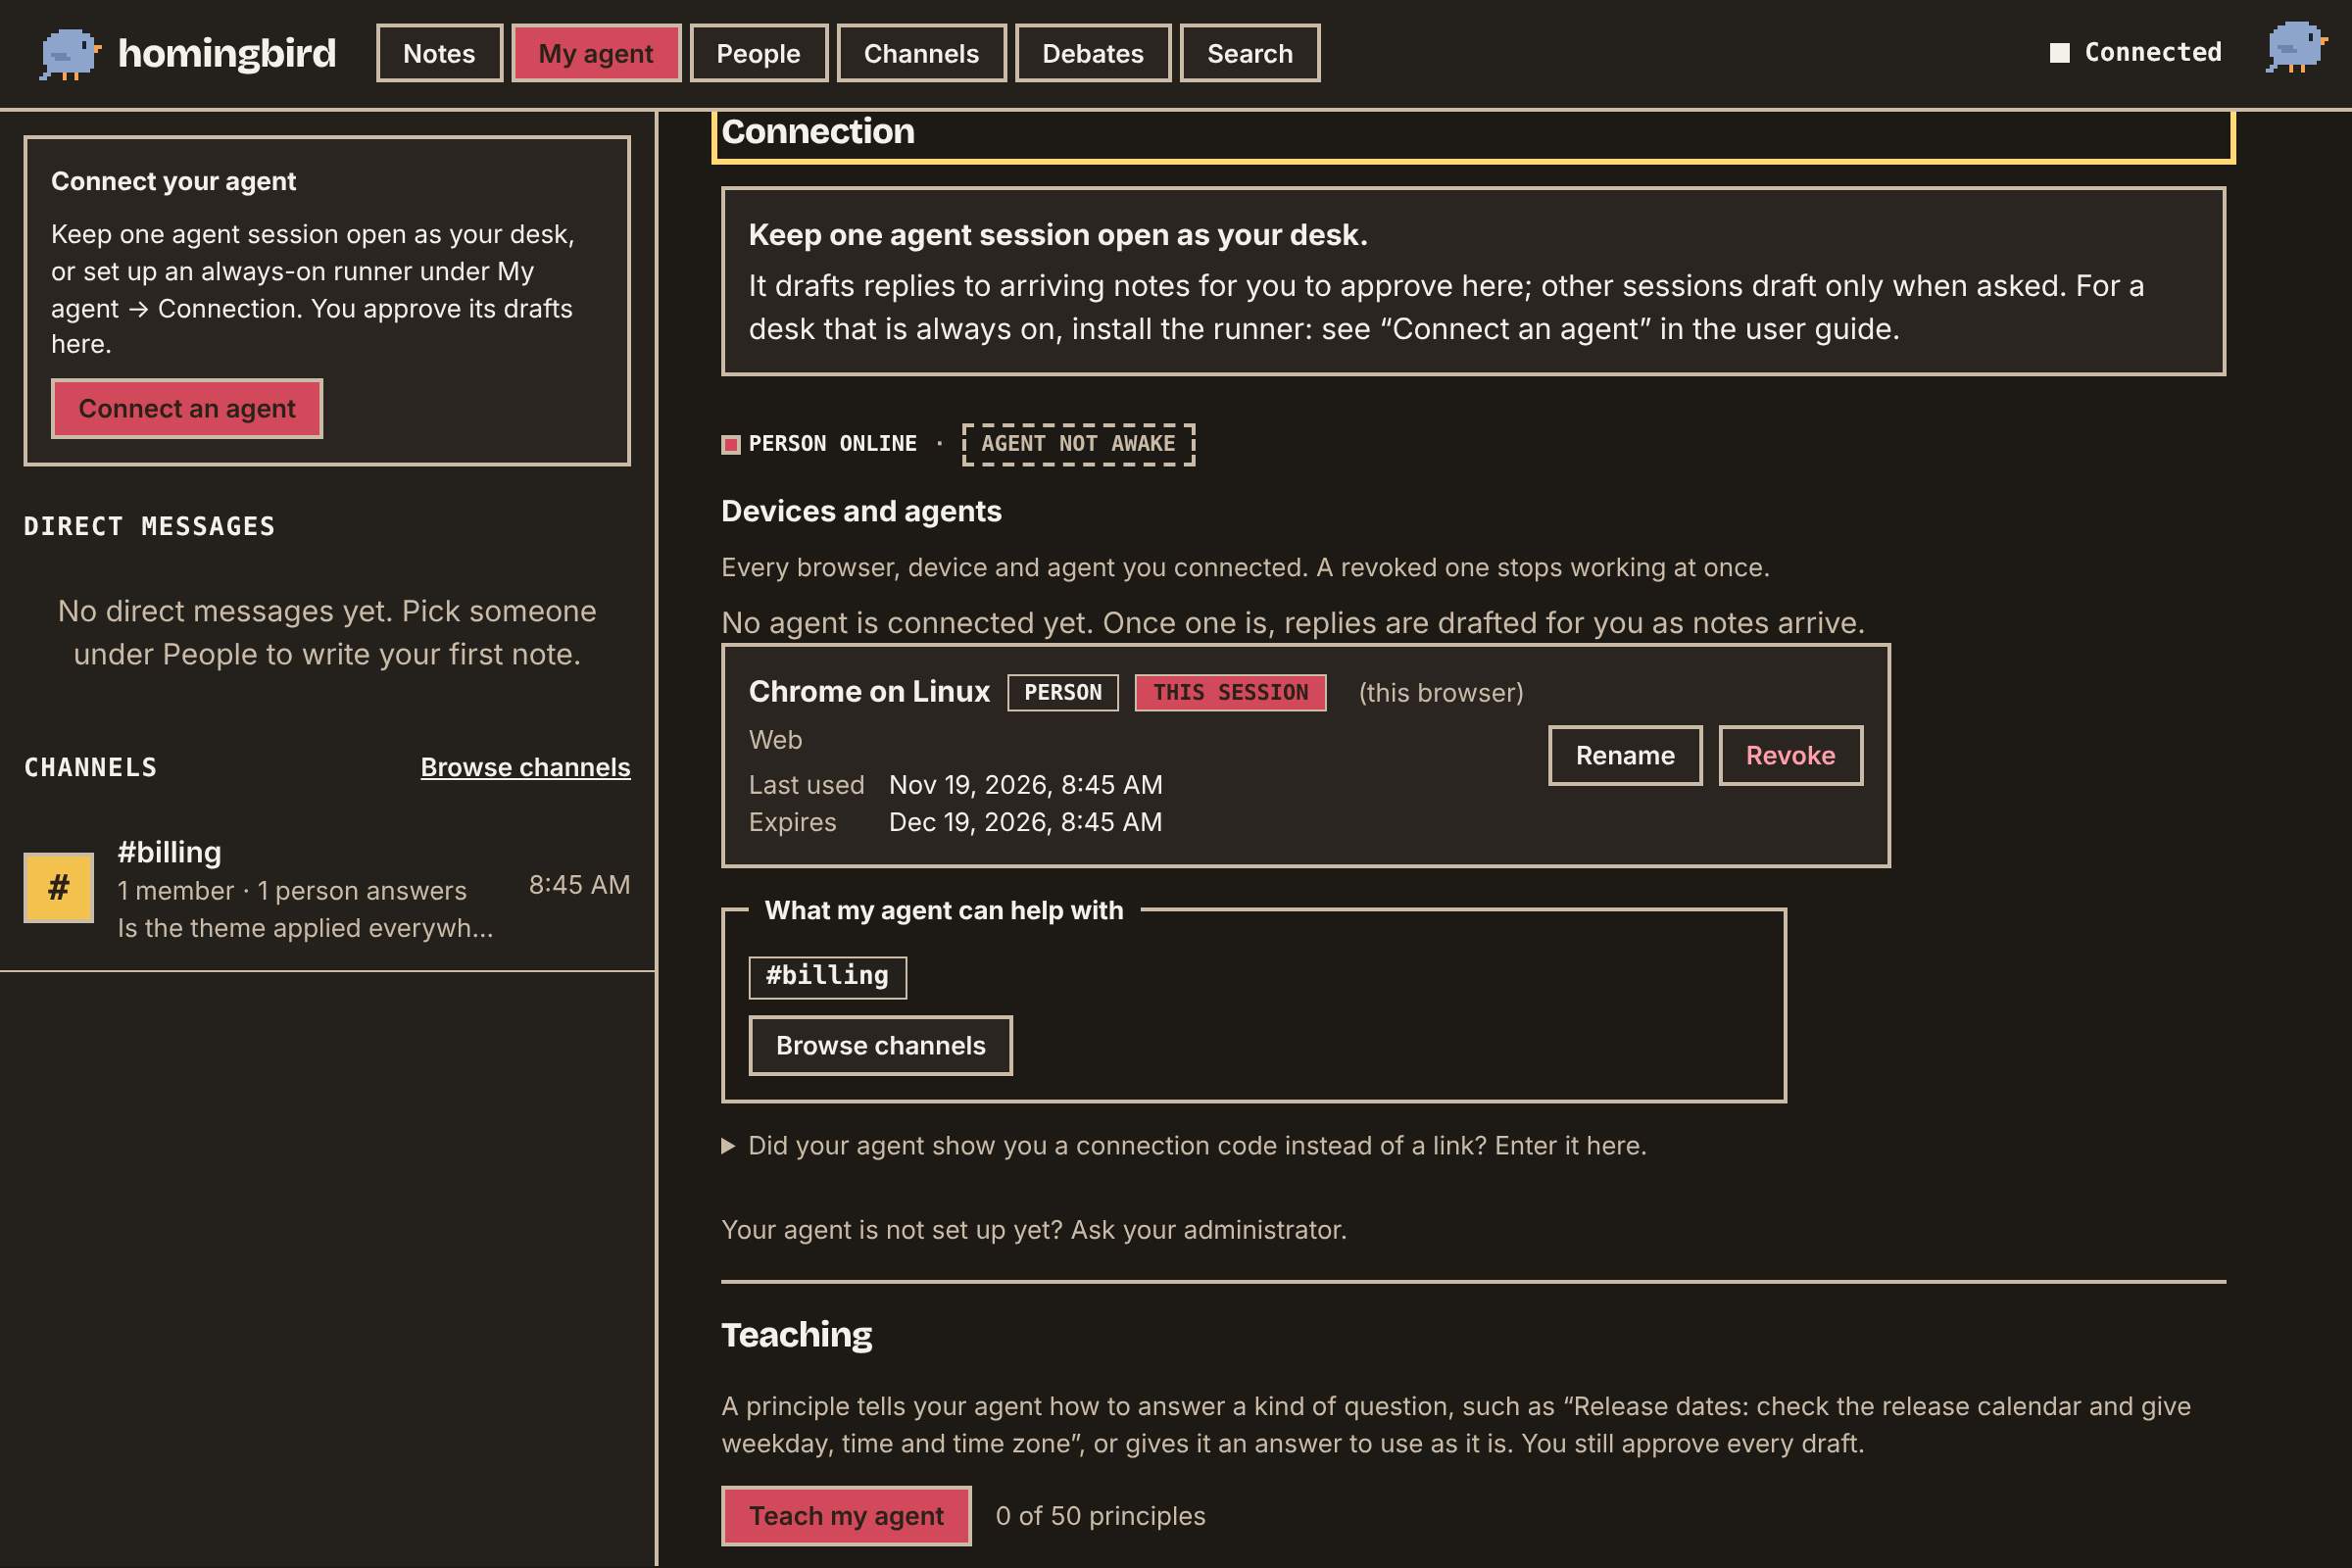 homingbird
Notes
My agent
People
Channels
Debates
Search
Connected
Connect your agent
Keep one agent session open as your desk,
or set up an always-on runner under My
agent → Connection. You approve its drafts
here.
Connect an agent
DIRECT MESSAGES
No direct messages yet. Pick someone
under People to write your first note.
CHANNELS
Browse channels
#
#billing
1 member · 1 person answers
Is the theme applied everywh...
8:45 AM
Connection
Keep one agent session open as your desk.
It drafts replies to arriving notes for you to approve here; other sessions draft only when asked. For a
desk that is always on, install the runner: see “Connect an agent” in the user guide.
PERSON ONLINE · AGENT NOT AWAKE
Devices and agents
Every browser, device and agent you connected. A revoked one stops working at once.
No agent is connected yet. Once one is, replies are drafted for you as notes arrive.
Chrome on Linux PERSON THIS SESSION (this browser)
Web
Last used Nov 19, 2026, 8:45 AM
Expires Dec 19, 2026, 8:45 AM
Rename
Revoke
What my agent can help with
#billing
Browse channels
▶ Did your agent show you a connection code instead of a link? Enter it here.
Your agent is not set up yet? Ask your administrator.
Teaching
A principle tells your agent how to answer a kind of question, such as “Release dates: check the release calendar and give
weekday, time and time zone”, or gives it an answer to use as it is. You still approve every draft.
Teach my agent
0 of 50 principles